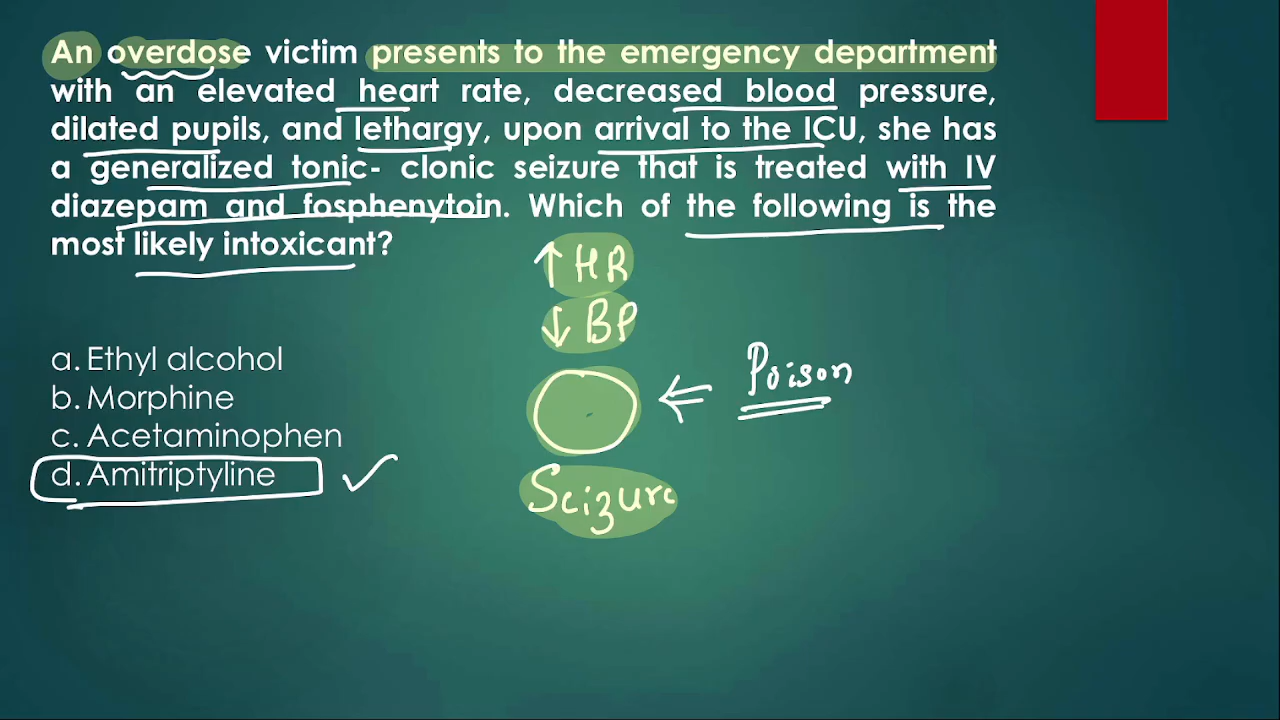 An overdose victim presents to the emergency department
with an elevated heart rate, decreased blood pressure,
dilated pupils, and lethargy, upon arrival to the ICU, she has
a generalized tonic- clonic seizure that is treated with IV
diazepam and fosphenytoin. Which of the following is the
most likely intoxicant?
↑ HR
↓ BP
Poison
Seizure
a. Ethyl alcohol
b. Morphine
c. Acetaminophen
d. Amitriptyline